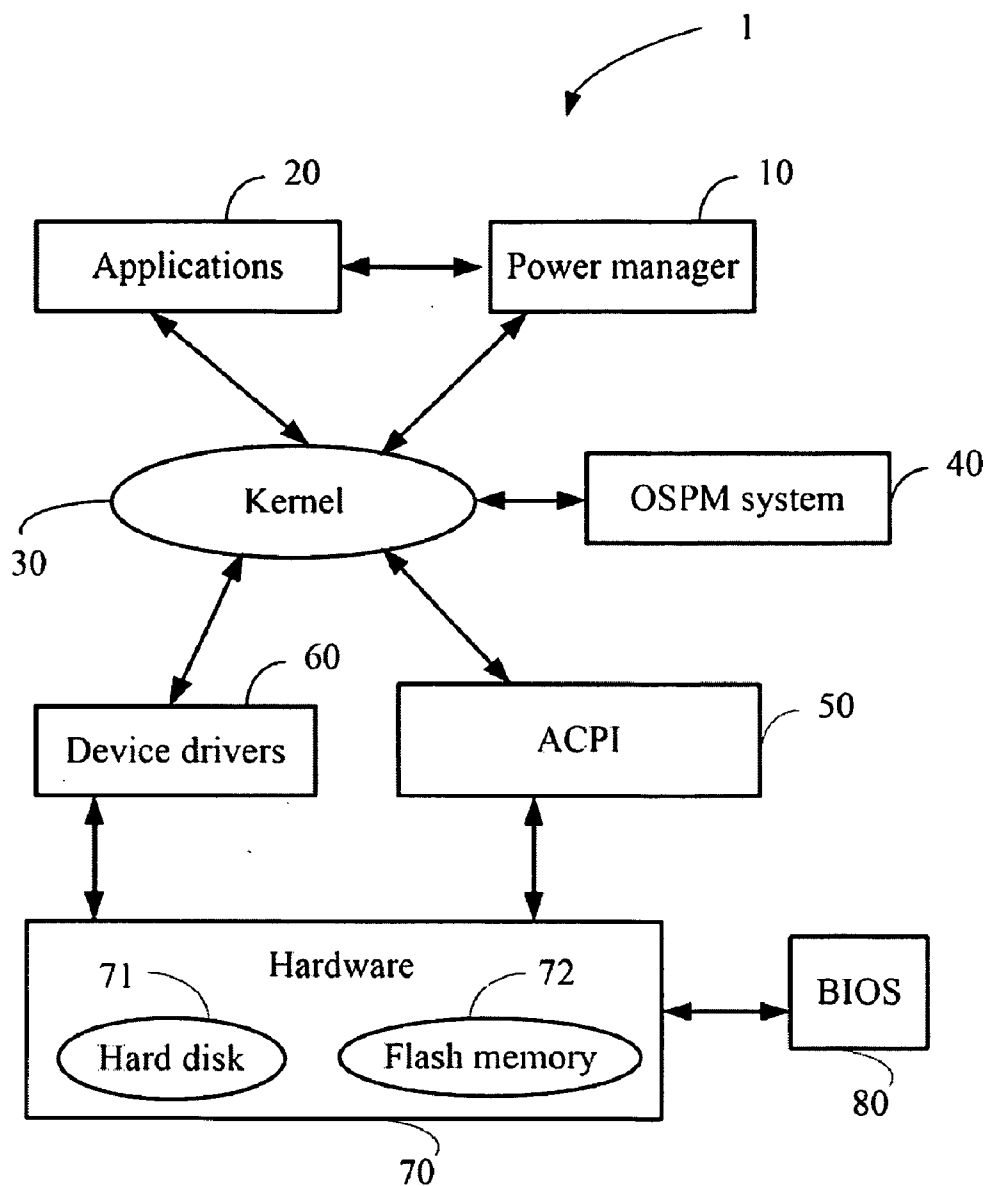 1
20
10
Applications
Power manager
Kernel
OSPM system
40
30
60
50
Device drivers
ACPI
Hardware
71
72
Hard disk
Flash memory
BIOS
80
70